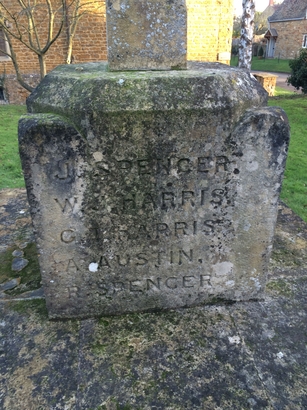 J. SPENCER.
W. HARRIS.
C. HARRIS.
A. AUSTIN.
R. SPENCER.